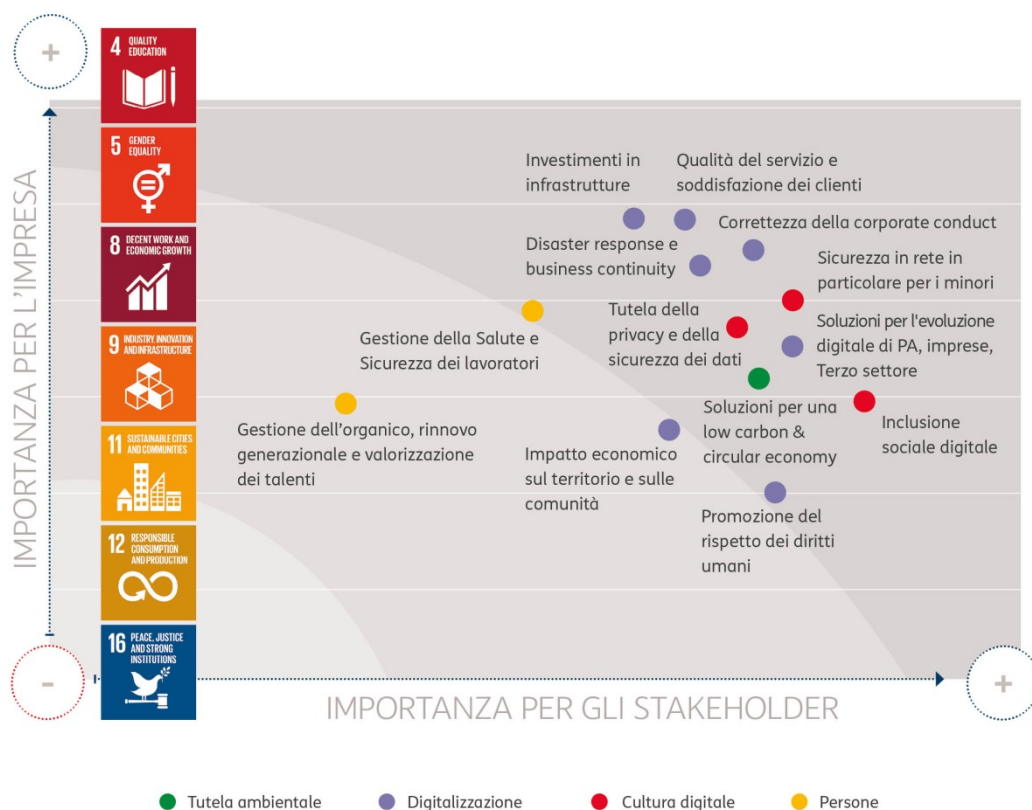 +
4 QUALITY
EDUCATION
5 GENDER
EQUALITY
8 DECENT WORK AND
ECONOMIC GROWTH
9 INDUSTRY, INNOVATION
AND INFRASTRUCTURE
11 SUSTAINABLE CITIES
AND COMMUNITIES
12 RESPONSIBLE
CONSUMPTION
AND PRODUCTION
16 PEACE, JUSTICE
AND STRONG
INSTITUTIONS
IMPORTANZA PER L'IMPRESA
Investimenti in
infrastrutture
Qualità del servizio e
soddisfazione dei clienti
Disaster response e
business continuity
Correttezza della corporate conduct
Sicurezza in rete in
particolare per i minori
Gestione della Salute e
Sicurezza dei lavoratori
Tutela della
privacy e della
sicurezza dei dati
Soluzioni per l'evoluzione
digitale di PA, imprese,
Terzo settore
Gestione dell'organico, rinnovo
generazionale e valorizzazione
dei talenti
Impatto economico
sul territorio e sulle
comunità
Soluzioni per una
low carbon &
circular economy
Inclusione
sociale digitale
Promozione del
rispetto dei diritti
umani
-
IMPORTANZA PER GLI STAKEHOLDER
+
Tutela ambientale
Digitalizzazione
Cultura digitale
Persone